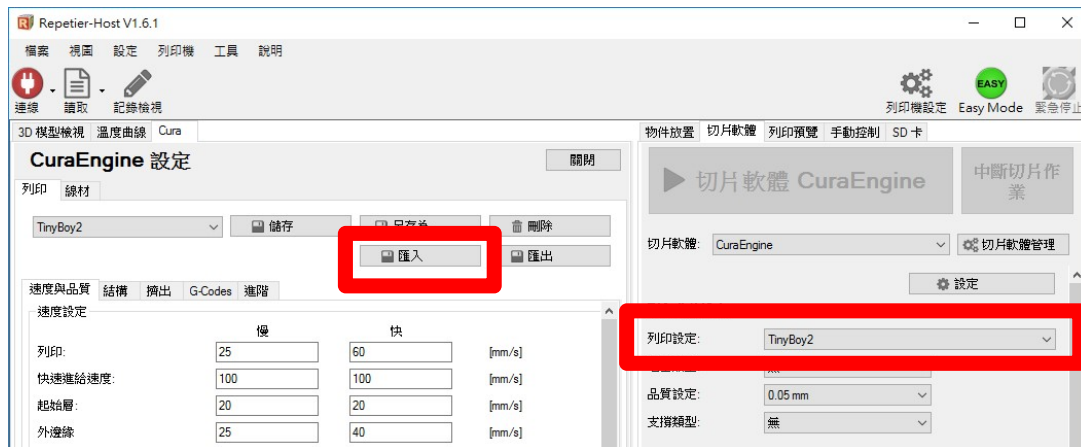 Repetier-Host V1.6.1
檔案 視圖 設定 列印機 工具 說明
連線 讀取 記錄檢視 列印機設定 Easy Mode 緊急停止
EASY
3D 模型檢視 溫度曲線 Cura
物件放置 切片軟體 列印預覽 手動控制 SD 卡
CuraEngine 設定 關閉
切片軟體 CuraEngine
中斷切片作
業
列印 線材
TinyBoy2 儲存 另存為 刪除
匯入 匯出
切片軟體: CuraEngine 切片軟體管理
設定
速度與品質 結構 擠出 G-Codes 進階
速度設定
慢 快
列印: 25 60 [mm/s]
快速進給速度: 100 100 [mm/s]
起始層: 20 20 [mm/s]
外邊緣 25 40 [mm/s]
列印設定: TinyBoy2
無
品質設定: 0.05 mm
支撐類型: 無